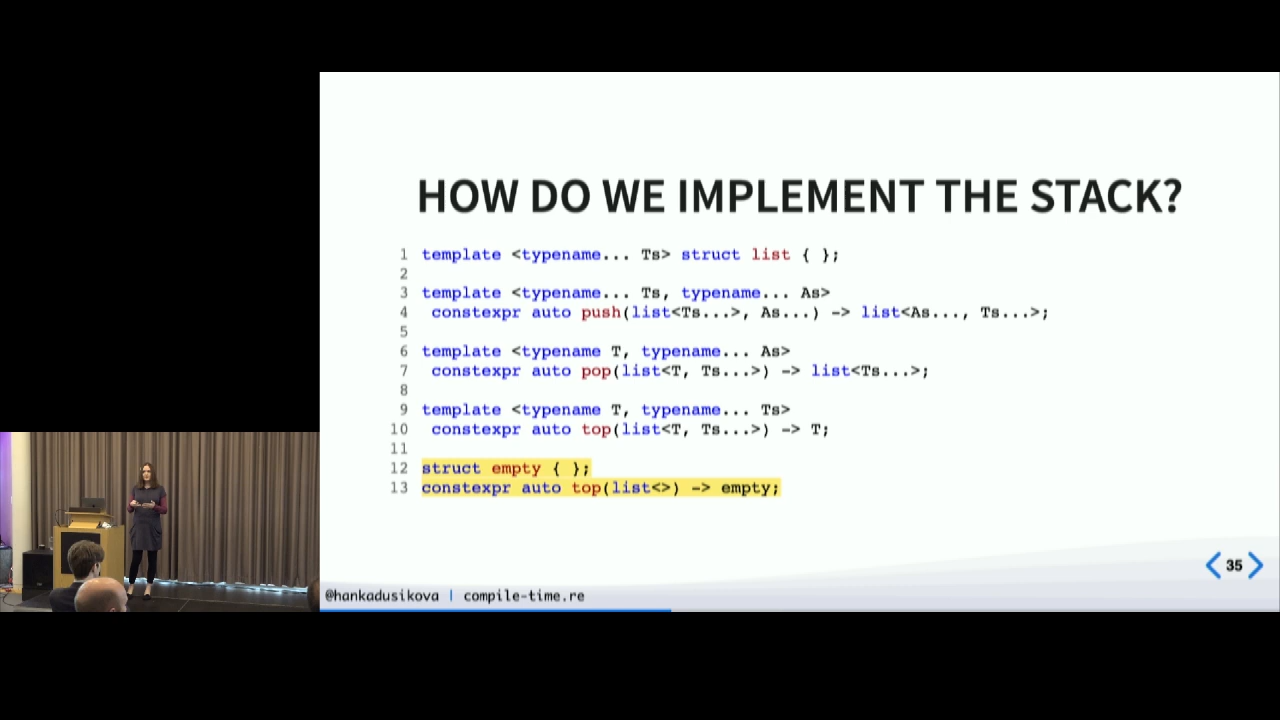 HOW DO WE IMPLEMENT THE STACK?
1 template <typename... Ts> struct list { };
2
3 template <typename... Ts, typename... As>
4 constexpr auto push(list<Ts...>, As...) -> list<As..., Ts...>;
5
6 template <typename T, typename... As>
7 constexpr auto pop(list<T, Ts...>) -> list<Ts...>;
8
9 template <typename T, typename... Ts>
10 constexpr auto top(list<T, Ts...>) -> T;
11
12 struct empty { };
13 constexpr auto top(list<>) -> empty;
35
@hankadusikova | compile-time.re